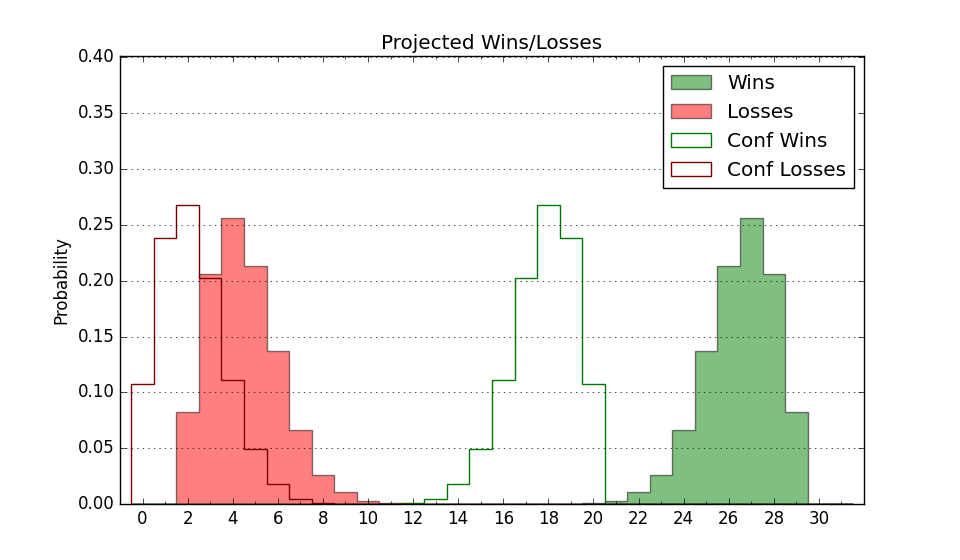 Projected Wins/Losses
0.40
0.35
0.30
0.25
0.20
0.15
0.10
0.05
0.00
Probability
Wins
Losses
Conf Wins
Conf Losses
0 2 4 6 8 10 12 14 16 18 20 22 24 26 28 30